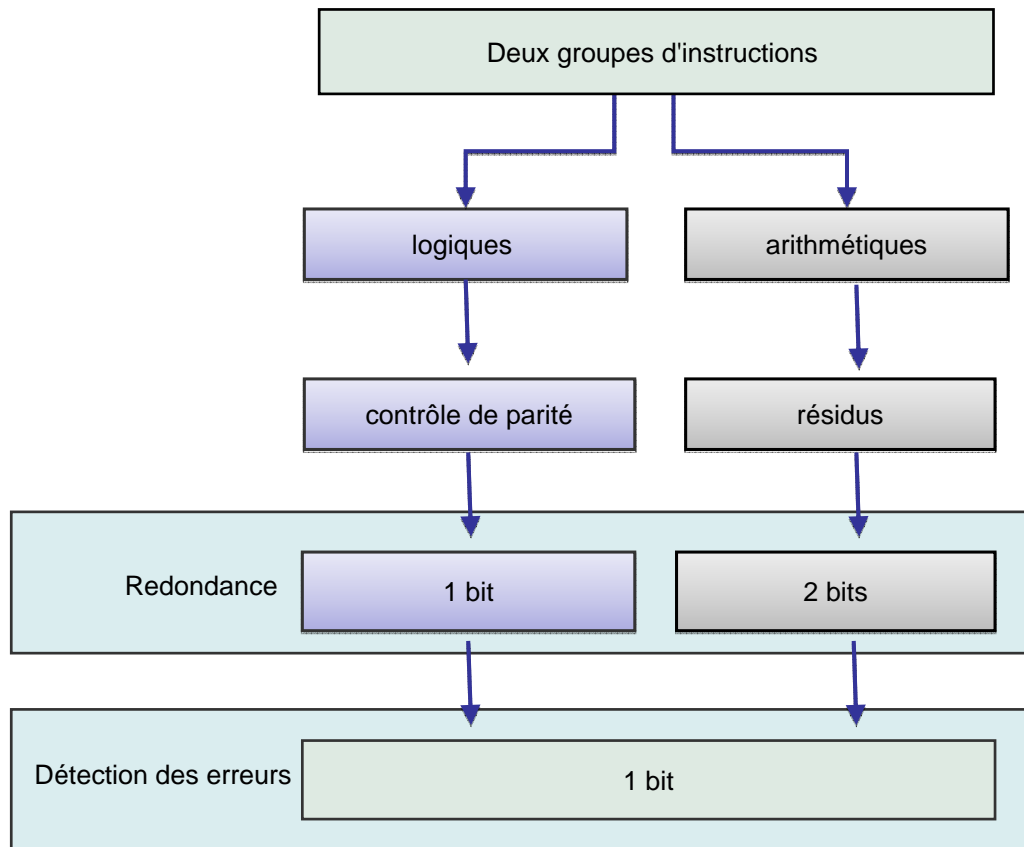 Deux groupes d'instructions
logiques
arithmétiques
contrôle de parité
résidus
Redondance
1 bit
2 bits
Détection des erreurs
1 bit